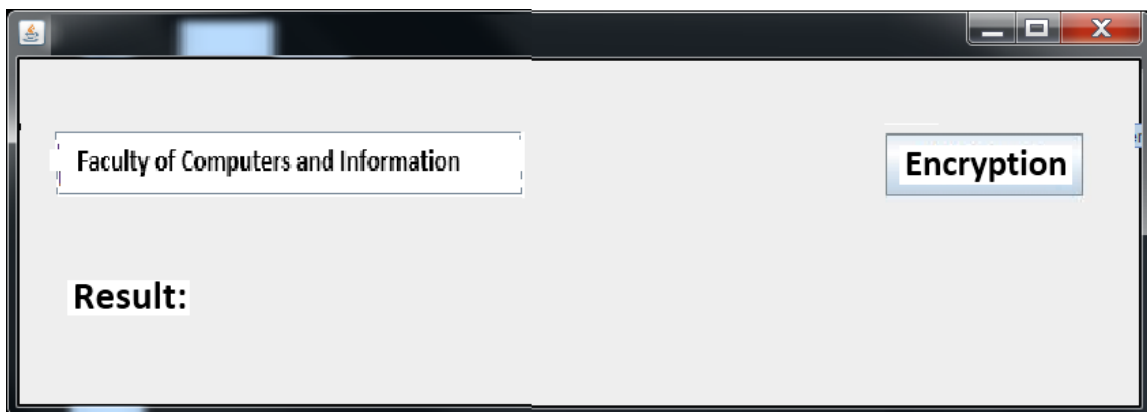 Faculty of Computers and Information
Encryption
Result: